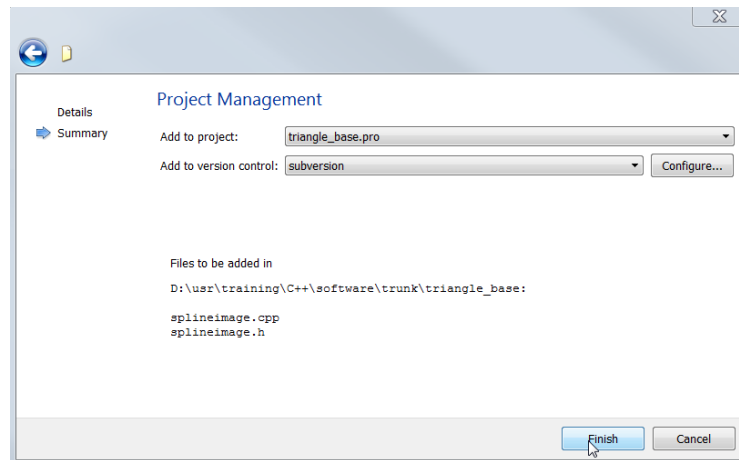 Project Management
Details
Summary
Add to project: triangle_base.pro
Add to version control: subversion Configure...
Files to be added in
D:\usr\training\C++\software\trunk\triangle_base:
splineimage.cpp
splineimage.h
Finish Cancel